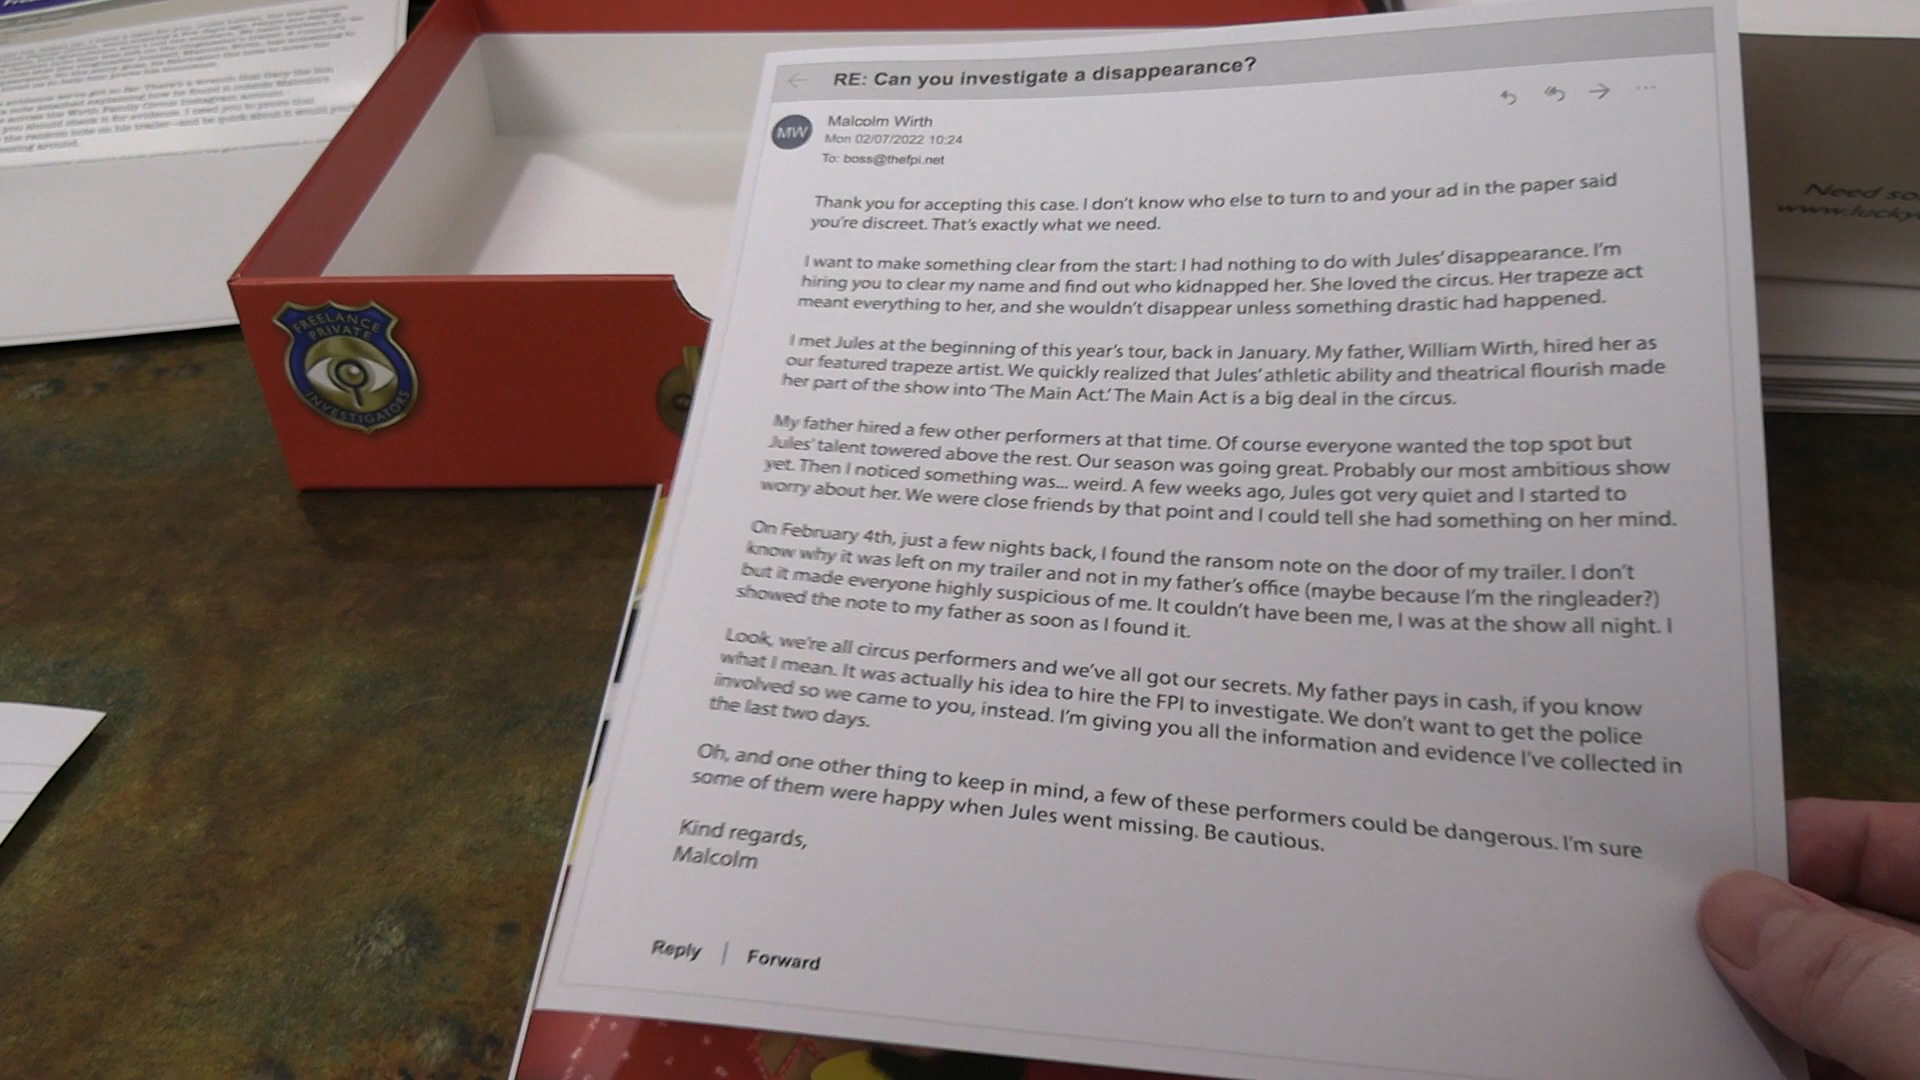 RE: Can you investigate a disappearance?
MW
Malcolm Wirth
Mon 02/07/2022 10:24
To: boss@thefpi.net
Thank you for accepting this case. I don't know who else to turn to and your ad in the paper said
you're discreet. That's exactly what we need.
I want to make something clear from the start: I had nothing to do with Jules' disappearance. I'm
hiring you to clear my name and find out who kidnapped her. She loved the circus. Her trapeze act
meant everything to her, and she wouldn't disappear unless something drastic had happened.
I met Jules at the beginning of this year's tour, back in January. My father, William Wirth, hired her as
our featured trapeze artist. We quickly realized that Jules' athletic ability and theatrical flourish made
her part of the show into 'The Main Act.' The Main Act is a big deal in the circus.
My father hired a few other performers at that time. Of course everyone wanted the top spot but
Jules' talent towered above the rest. Our season was going great. Probably our most ambitious show
yet. Then I noticed something was... weird. A few weeks ago, Jules got very quiet and I started to
worry about her. We were close friends by that point and I could tell she had something on her mind.
On February 4th, just a few nights back, I found the ransom note on the door of my trailer. I don't
know why it was left on my trailer and not in my father's office (maybe because I'm the ringleader?)
but it made everyone highly suspicious of me. It couldn't have been me, I was at the show all night. I
showed the note to my father as soon as I found it.
Look, we're all circus performers and we've all got our secrets. My father pays in cash, if you know
what I mean. It was actually his idea to hire the FPI to investigate. We don't want to get the police
involved so we came to you, instead. I'm giving you all the information and evidence I've collected in
the last two days.
Oh, and one other thing to keep in mind, a few of these performers could be dangerous. I'm sure
some of them were happy when Jules went missing. Be cautious.
Kind regards,
Malcolm
Reply | Forward
FREELANCE
PRIVATE
INVESTIGATORS
Need so